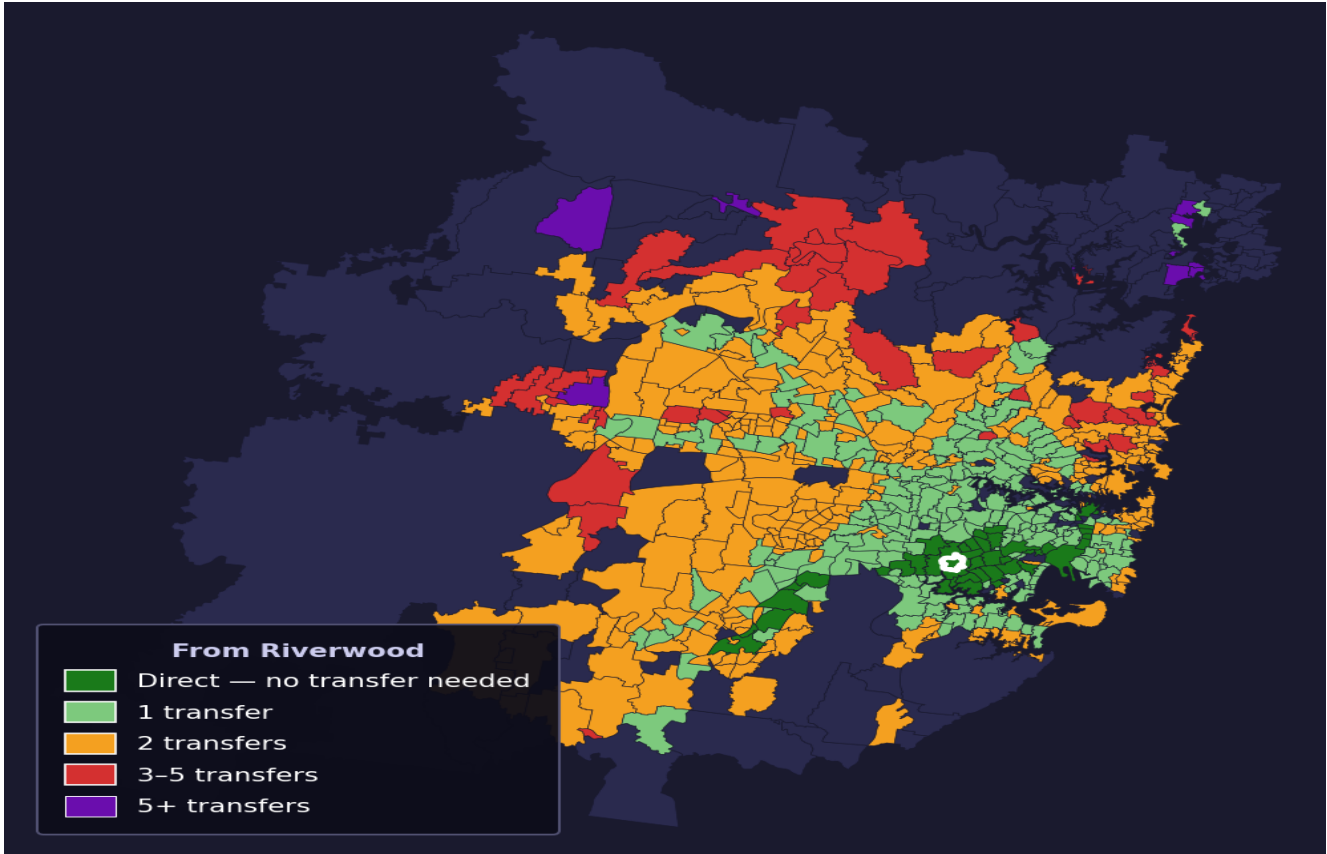 From Riverwood
Direct — no transfer needed
1 transfer
2 transfers
3–5 transfers
5+ transfers